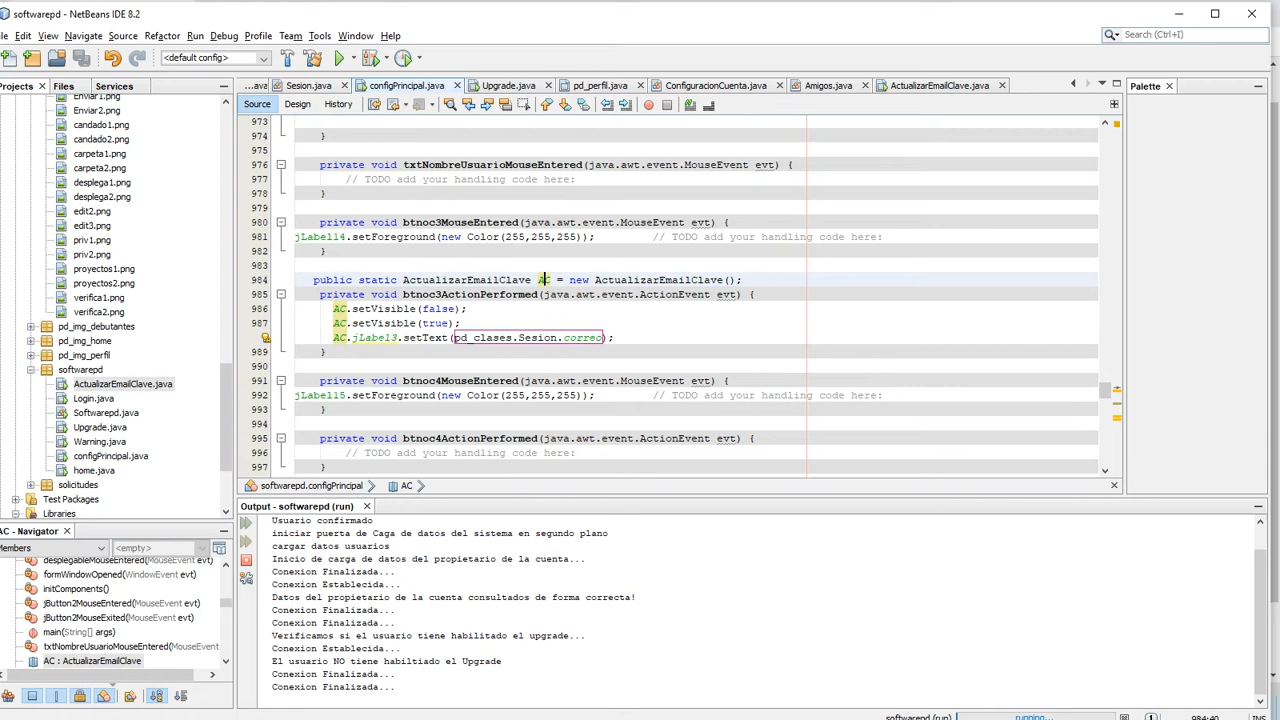 softwarepd - NetBeans IDE 8.2
ile Edit View Navigate Source Refactor Run Debug Profile Team Tools Window Help
Search (Ctrl+I)
<default config>
Projects Files Services
...ava Sesion.java configPrincipal.java Upgrade.java pd_perfil.java ConfiguracionCuenta.java Amigos.java ActualizarEmailClave.java
Palette
Source Design History
Enviar1.png
Enviar2.png
candado1.png
candado2.png
carpeta1.png
carpeta2.png
desplega1.png
desplega2.png
edit2.png
edit3.png
priv1.png
priv2.png
proyectos1.png
proyectos2.png
verifica1.png
verifica2.png
pd_img_debutantes
pd_img_home
pd_img_perfil
softwarepd
ActualizarEmailClave.java
Login.java
Softwarepd.java
Upgrade.java
Warning.java
configPrincipal.java
home.java
solicitudes
Test Packages
Libraries
973
974 }
975
976 private void txtNombreUsuarioMouseEntered(java.awt.event.MouseEvent evt) {
977 // TODO add your handling code here:
978 }
979
980 private void btnoc3MouseEntered(java.awt.event.MouseEvent evt) {
981 jLabel14.setForeground(new Color(255,255,255)); // TODO add your handling code here:
982 }
983
984 public static ActualizarEmailClave AC = new ActualizarEmailClave();
985 private void btnoc3ActionPerformed(java.awt.event.ActionEvent evt) {
986 AC.setVisible(false);
987 AC.setVisible(true);
AC.jLabel3.setText(pd_clases.Sesion.correo);
989 }
990
991 private void btnoc4MouseEntered(java.awt.event.MouseEvent evt) {
992 jLabel15.setForeground(new Color(255,255,255)); // TODO add your handling code here:
993 }
994
995 private void btnoc4ActionPerformed(java.awt.event.ActionEvent evt) {
996 // TODO add your handling code here:
997 }
softwarepd.configPrincipal AC
AC - Navigator
Members <empty>
desplegableMouseEntered(MouseEvent evt)
formWindowOpened(WindowEvent evt)
initComponents()
jButton2MouseEntered(MouseEvent evt)
jButton2MouseExited(MouseEvent evt)
main(String[] args)
txtNombreUsuarioMouseEntered(MouseEvent
AC : ActualizarEmailClave
Output - softwarepd (run)
Usuario confirmado
iniciar puerta de Caga de datos del sistema en segundo plano
cargar datos usuarios
Inicio de carga de datos del propietario de la cuenta...
Conexion Finalizada...
Conexion Establecida...
Datos del propietario de la cuenta consultados de forma correcta!
Conexion Finalizada...
Conexion Finalizada...
Verificamos si el usuario tiene habilitado el upgrade...
Conexion Establecida...
El usuario NO tiene habiltiado el Upgrade
Conexion Finalizada...
Conexion Finalizada...
softwarepd (run) running... 1 984:40 INS